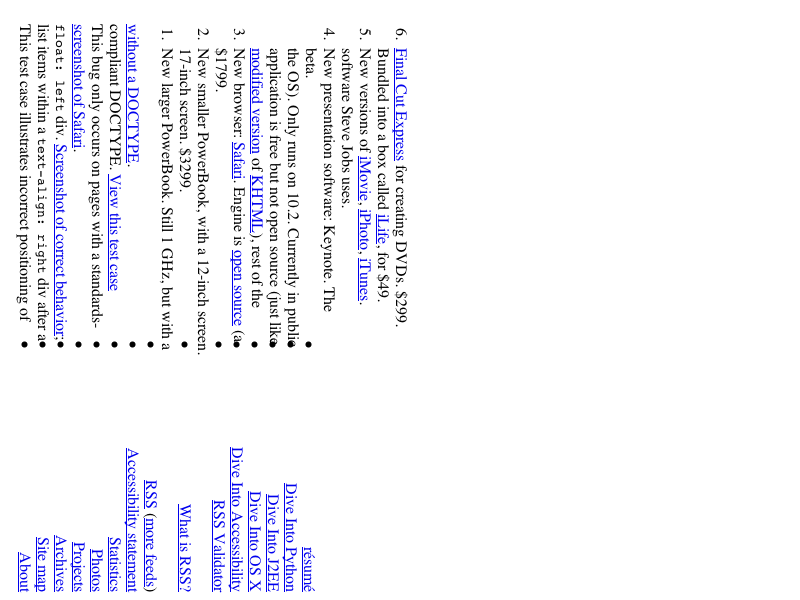 This test case illustrates incorrect positioning of
list items within a text-align: right div after a
float: left div. Screenshot of correct behavior;
screenshot of Safari.
This bug only occurs on pages with a standards-
compliant DOCTYPE. View this test case
without a DOCTYPE.
1. New larger PowerBook. Still 1 GHz, but with a
17-inch screen. $3299.
2. New smaller PowerBook, with a 12-inch screen.
$1799.
3. New browser: Safari. Engine is open source (a
modified version of KHTML), rest of the
application is free but not open source (just like
the OS). Only runs on 10.2. Currently in public
beta.
4. New presentation software: Keynote. The
software Steve Jobs uses.
5. New versions of iMovie, iPhoto, iTunes.
Bundled into a box called iLife, for $49.
6. Final Cut Express for creating DVDs. $299.
About
Site map
Archives
Projects
Photos
Statistics
Accessibility statement
RSS (more feeds)
What is RSS?
RSS Validator
Dive Into Accessibility
Dive Into OS X
Dive Into J2EE
Dive Into Python
résumé